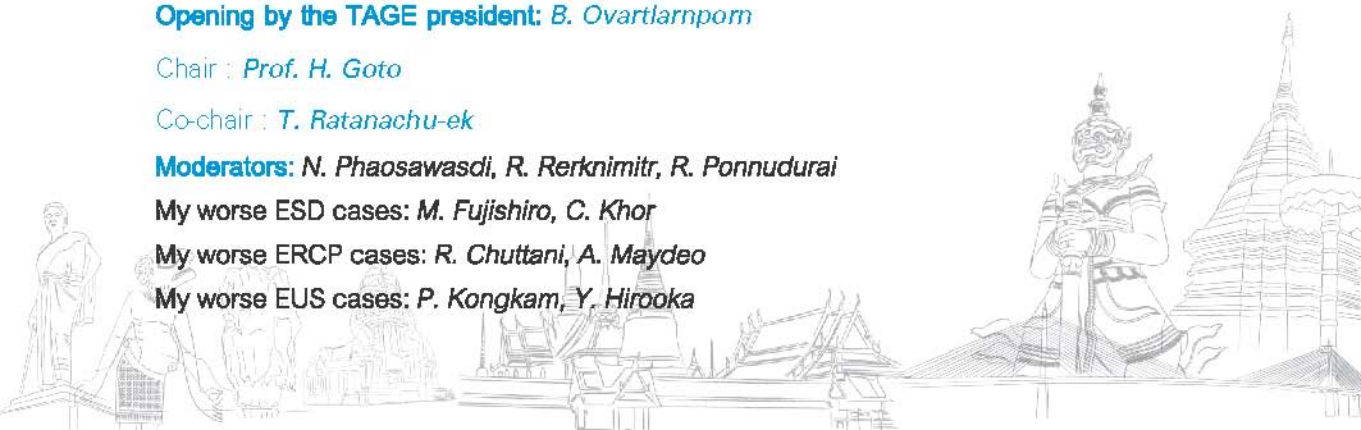 Opening by the TAGE president: B. Ovartlarnporn
Chair : Prof. H. Goto
Co-chair : T. Ratanachu-ek
Moderators: N. Phaosawasdi, R. Rerknimitr, R. Ponnudurai
My worse ESD cases: M. Fujishiro, C. Khor
My worse ERCP cases: R. Chuttani, A. Maydeo
My worse EUS cases: P. Kongkam, Y. Hirooka